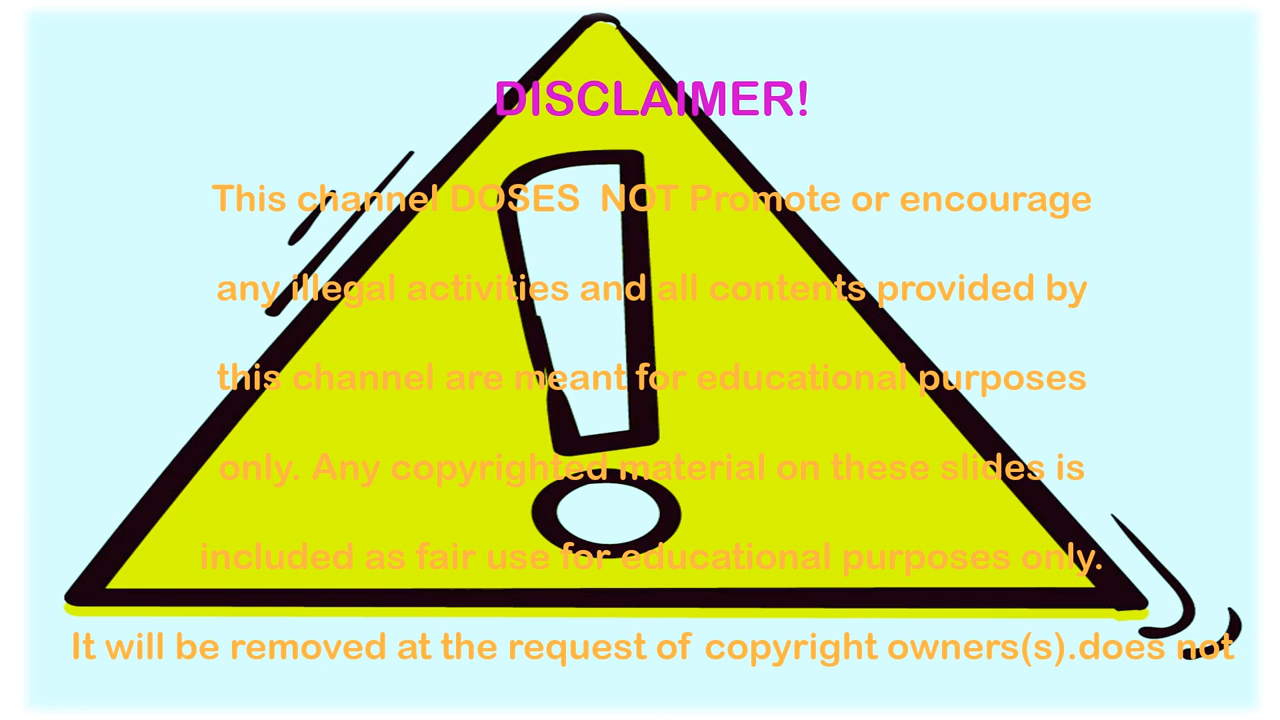 DISCLAIMER!
This channel DOSES NOT Promote or encourage
any illegal activities and all contents provided by
this channel are meant for educational purposes
only. Any copyrighted material on these slides is
included as fair use for educational purposes only.
It will be removed at the request of copyright owners(s).does not